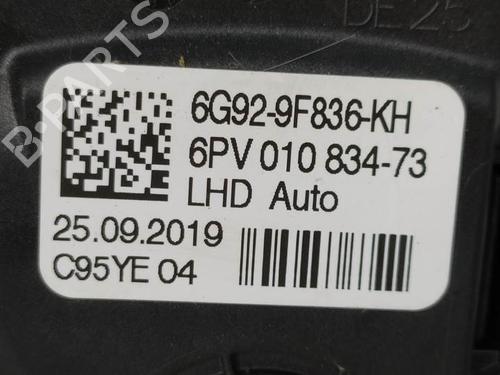 DE25
6G92-9F836-KH
6PV 010 834-73
LHD Auto
25.09.2019
C95YE 04
B-PARTS